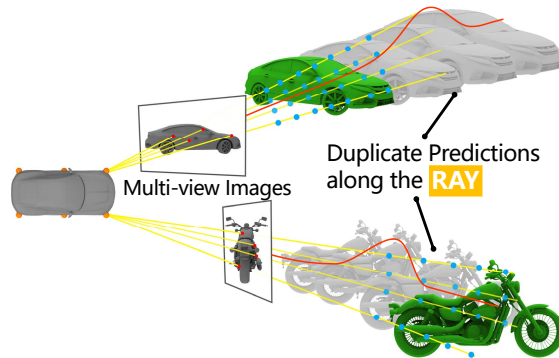 Multi-view Images
Duplicate Predictions
along the RAY